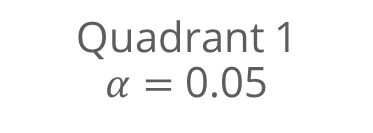 Quadrant 1
α = 0.05